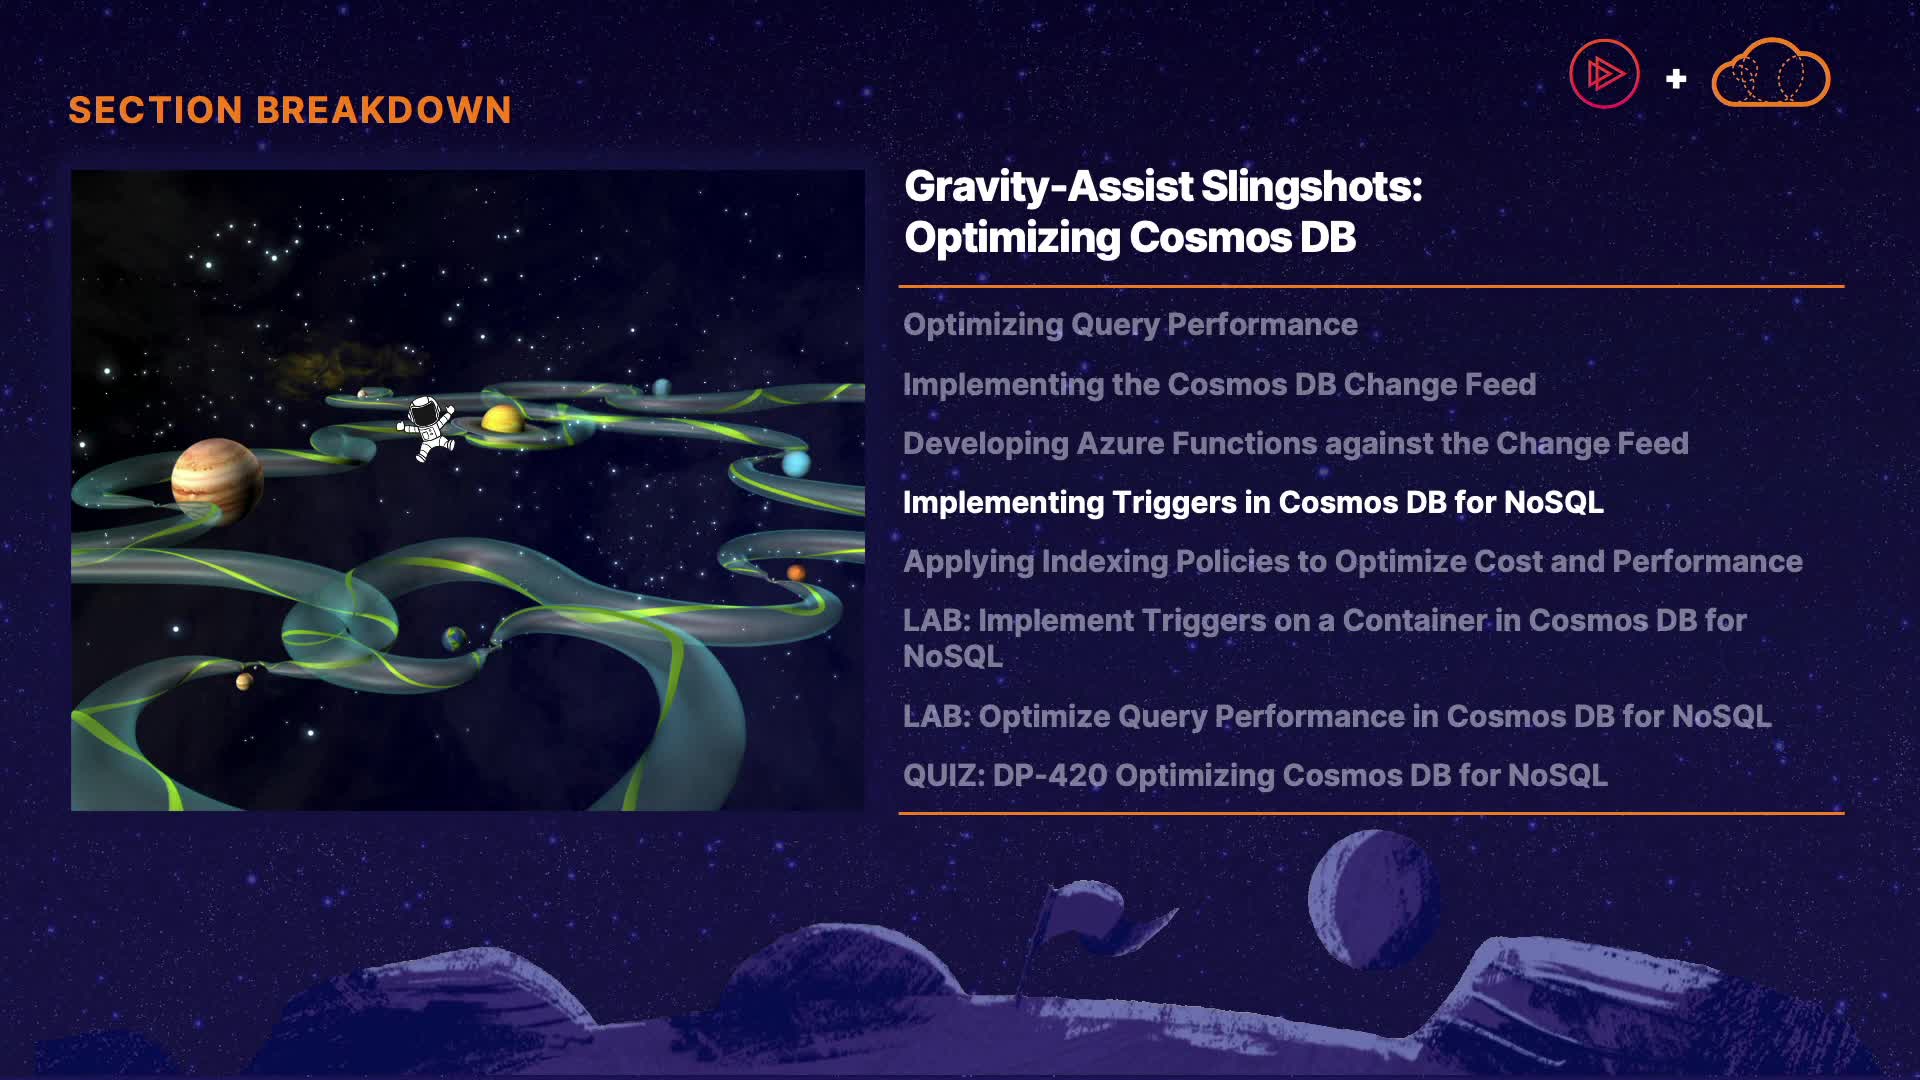 SECTION BREAKDOWN
+
Gravity-Assist Slingshots:
Optimizing Cosmos DB
Optimizing Query Performance
Implementing the Cosmos DB Change Feed
Developing Azure Functions against the Change Feed
Implementing Triggers in Cosmos DB for NoSQL
Applying Indexing Policies to Optimize Cost and Performance
LAB: Implement Triggers on a Container in Cosmos DB for
NoSQL
LAB: Optimize Query Performance in Cosmos DB for NoSQL
QUIZ: DP-420 Optimizing Cosmos DB for NoSQL